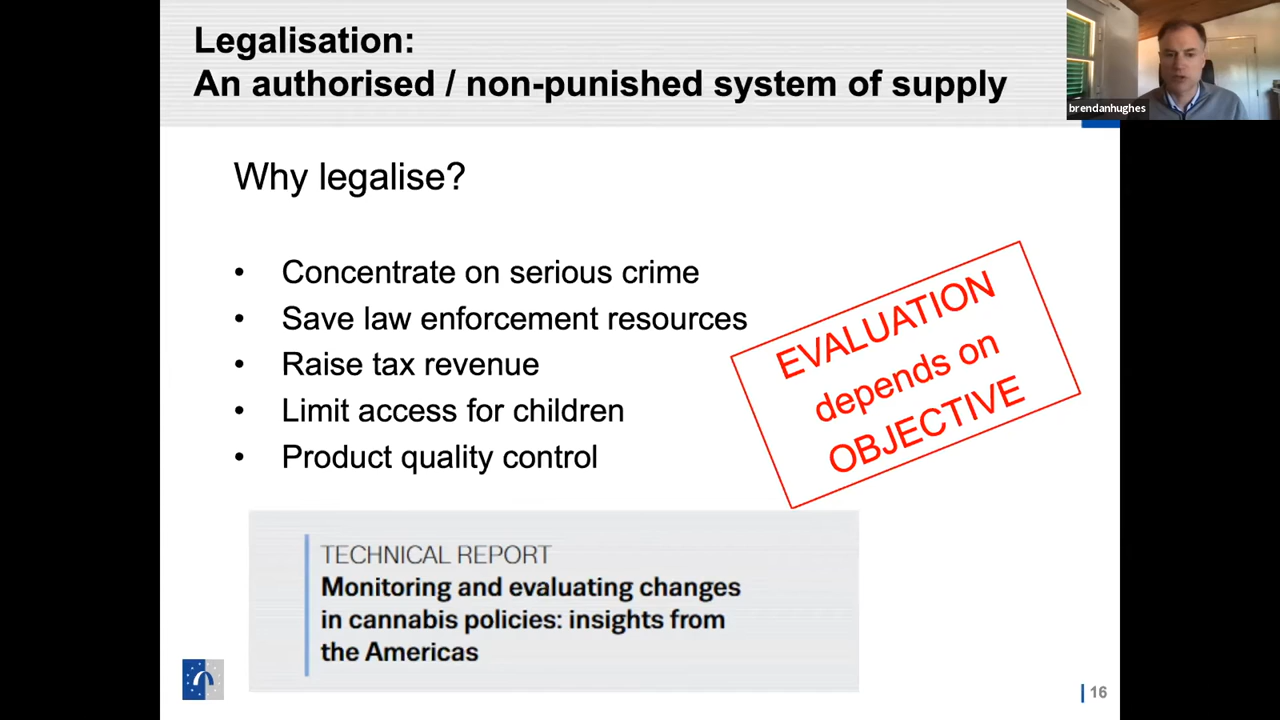 Legalisation:
An authorised / non-punished system of supply
brendanhughes
Why legalise?
• Concentrate on serious crime
• Save law enforcement resources
• Raise tax revenue
• Limit access for children
• Product quality control
EVALUATION
depends on
OBJECTIVE
TECHNICAL REPORT
Monitoring and evaluating changes
in cannabis policies: insights from
the Americas
16